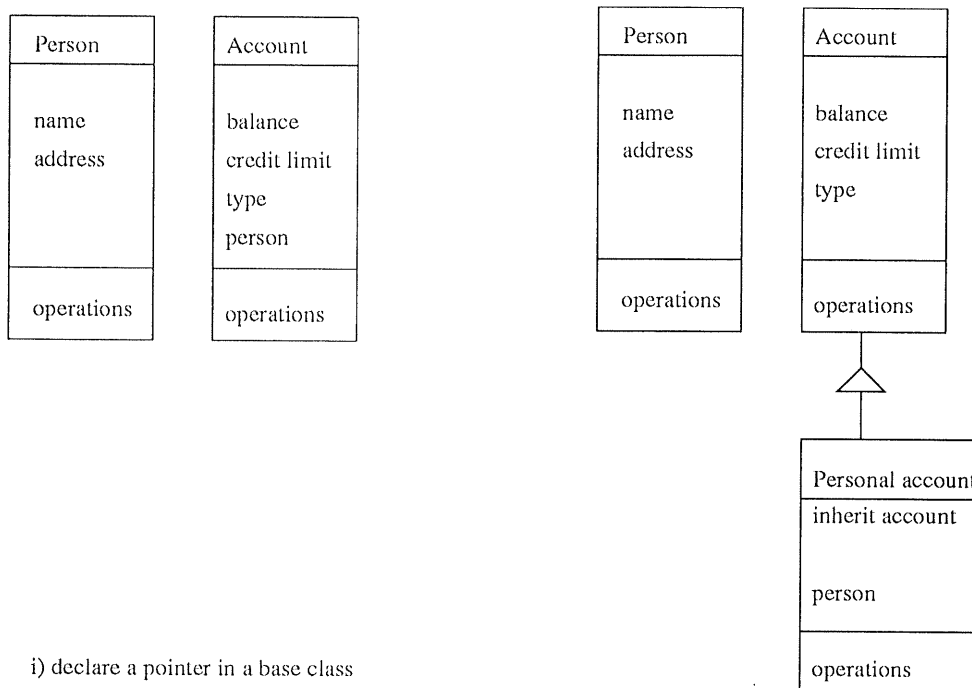 Person
name
address
operations
Account
balance
credit limit
type
person
operations
i) declare a pointer in a base class
Person
name
address
operations
Account
balance
credit limit
type
operations
Personal account
inherit account
person
operations